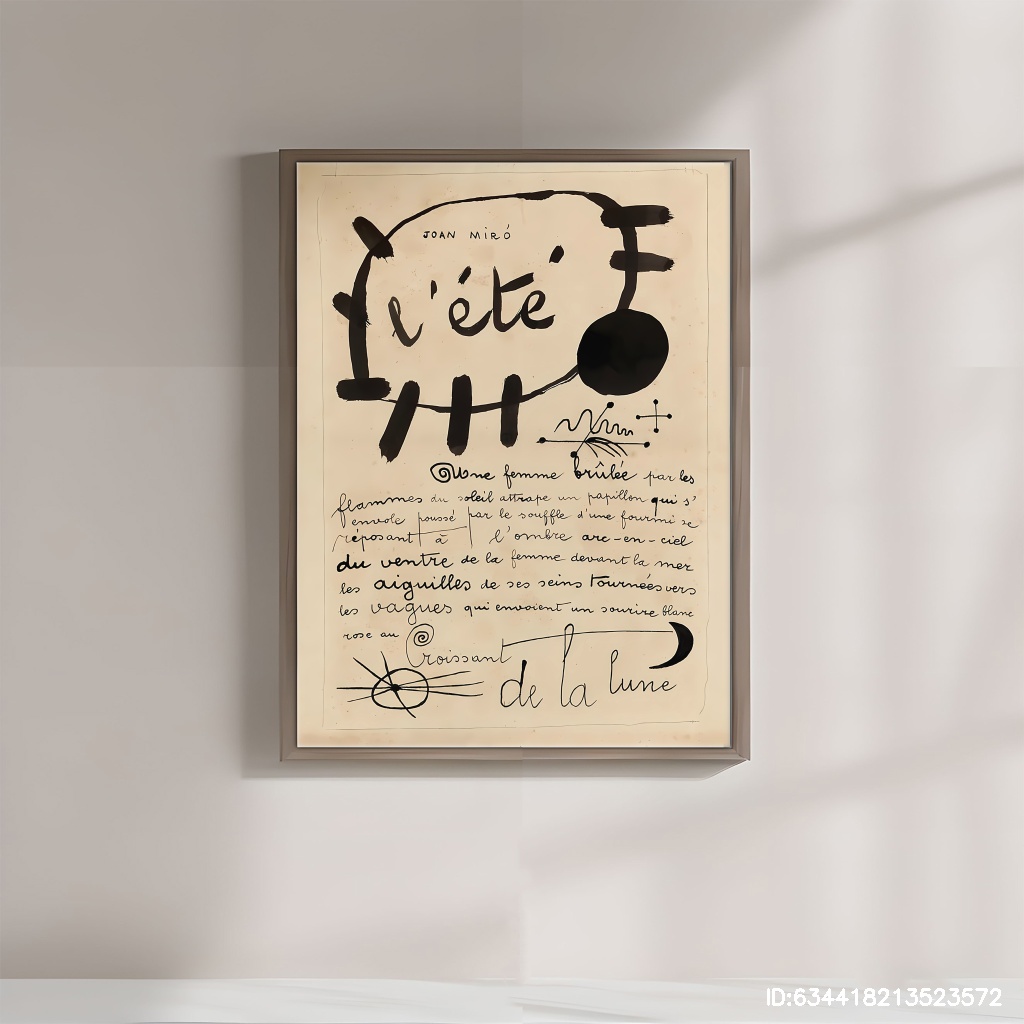 JOAN MIRÓ
l'été
Une femme brûlée par les
flammes du soleil attrape un papillon qui s'
envole poussé par le souffle d'une fourmi se
réposant à l'ombre arc-en-ciel
du ventre de la femme devant la mer
les aiguilles de ses seins tournées vers
les vagues qui envoient un sourire blanc
rose au Croissant
de la lune
ID:634418213523572